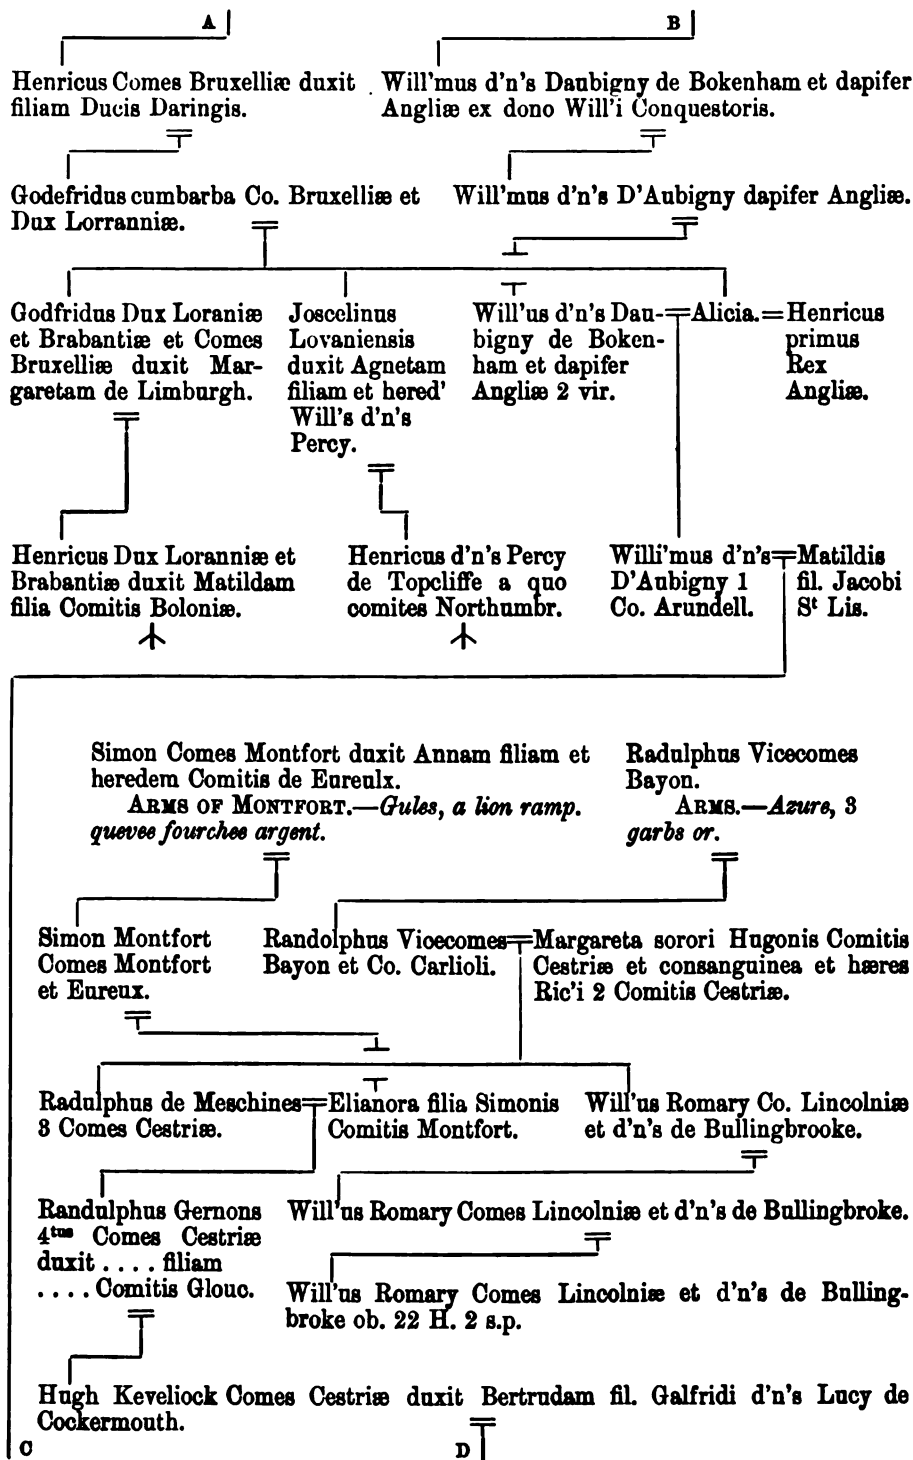 A
B
Henricus Comes Bruxelliæ duxit
filiam Ducis Daringis.
Will'mus d'n's Daubigny de Bokenham et dapifer
Angliæ ex dono Will'i Conquestoris.
Godefridus cumbarba Co. Bruxelliæ et
Dux Lorranniæ.
Will'mus d'n's D'Aubigny dapifer Angliæ.
Godfridus Dux Loraniæ
et Brabantiæ et Comes
Bruxelliæ duxit Mar-
garetam de Limburgh.
Joscelinus
Lovaniensis
duxit Agnetam
filiam et hered'
Will's d'n's
Percy.
Will'us d'n's Dau-
bigny de Boken-
ham et dapifer
Angliæ 2 vir.
Alicia.
Henricus
primus
Rex
Angliæ.
Henricus Dux Loranniæ et
Brabantiæ duxit Matildam
filia Comitis Boloniæ.
Henricus d'n's Percy
de Topcliffe a quo
comites Northumbr.
Willi'mus d'n's
D'Aubigny 1
Co. Arundell.
Matildis
fil. Jacobi
St Lis.
Simon Comes Montfort duxit Annam filiam et
heredem Comitis de Eureulx.
ARMS OF MONTFORT.—Gules, a lion ramp.
quevee fourchee argent.
Radulphus Vicecomes
Bayon.
ARMS.—Azure, 3
garbs or.
Simon Montfort
Comes Montfort
et Eureux.
Randolphus Vicecomes
Bayon et Co. Carlioli.
Margareta sorori Hugonis Comitis
Cestriæ et consanguinea et hæres
Ric'i 2 Comitis Cestriæ.
Radulphus de Meschines
3 Comes Cestriæ.
Elianora filia Simonis
Comitis Montfort.
Will'us Romary Co. Lincolniæ
et d'n's de Bullingbrooke.
Randulphus Gernons
4tus Comes Cestriæ
duxit .... filiam
.... Comitis Glouc.
Will'us Romary Comes Lincolniæ et d'n's de Bullingbroke.
Will'us Romary Comes Lincolniæ et d'n's de Bulling-
broke ob. 22 H. 2 s.p.
Hugh Keveliock Comes Cestriæ duxit Bertrudam fil. Galfridi d'n's Lucy de
Cockermouth.
C
D